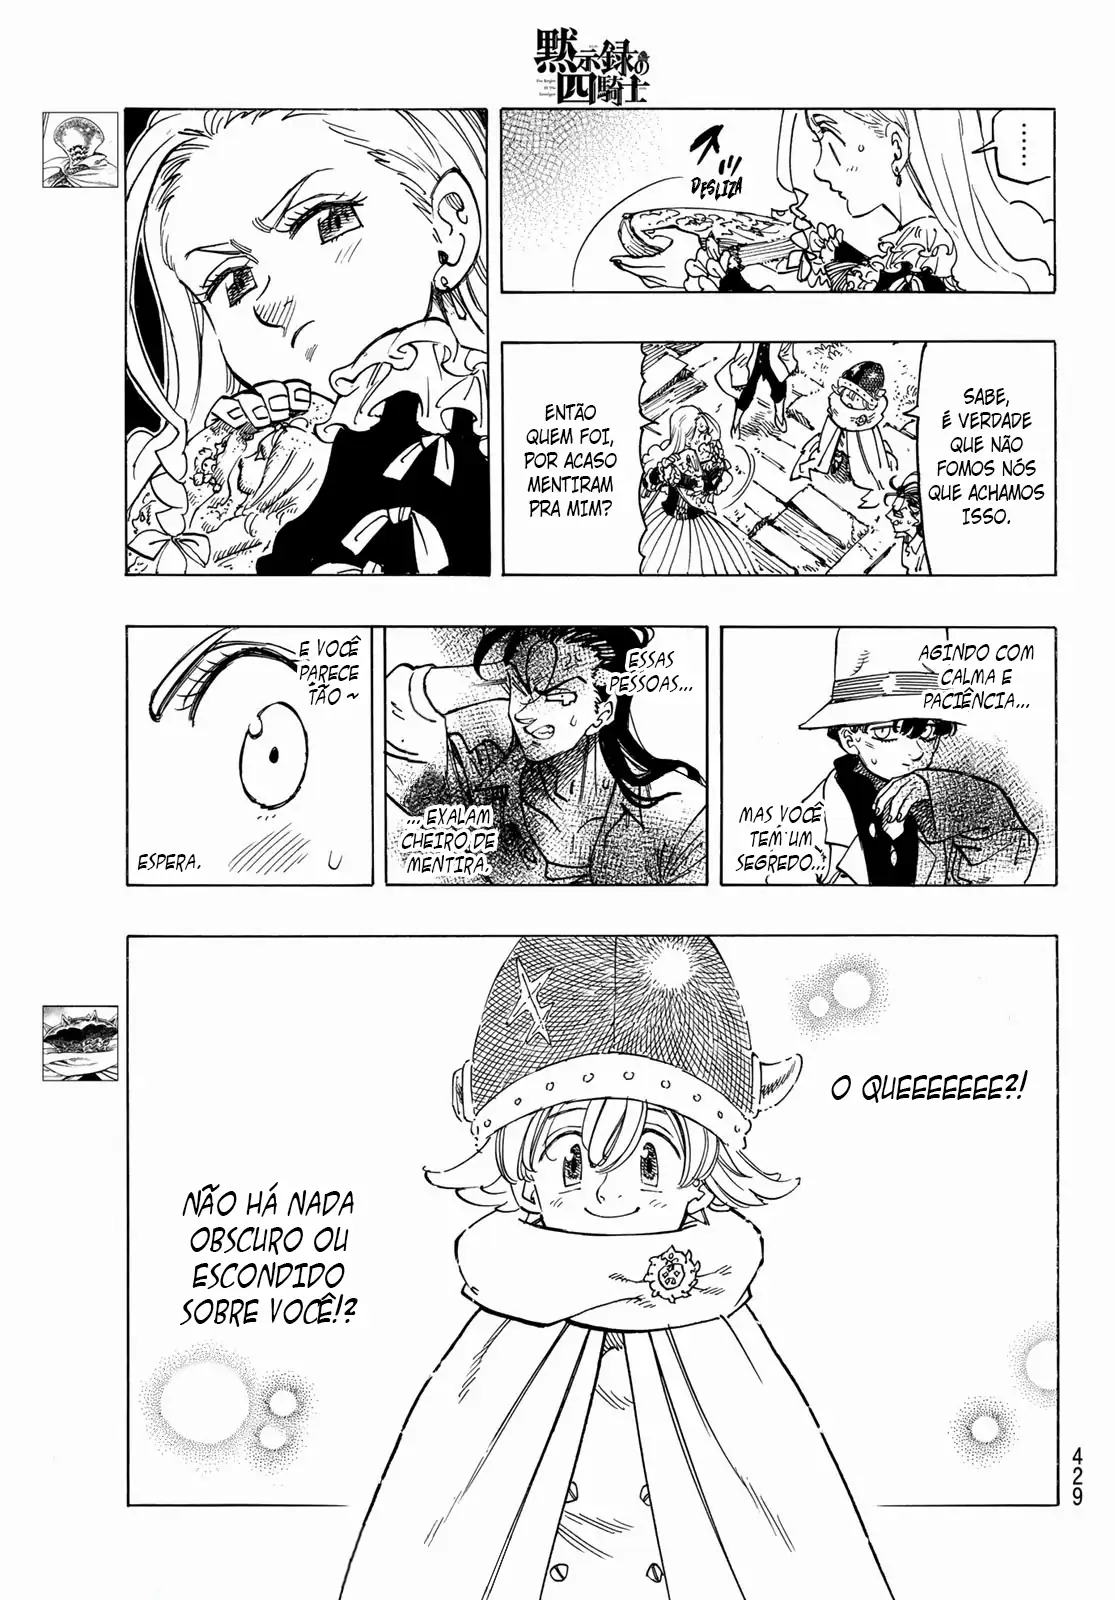 黙示録の
四騎士
......
DESLIZA
SABE,
É VERDADE
QUE NÃO
FOMOS NÓS
QUE ACHAMOS
ISSO.
ENTÃO
QUEM FOI,
POR ACASO
MENTIRAM
PRA MIM?
AGINDO COM
CALMA E
PACIÊNCIA...
MAS VOCÊ
TEM UM
SEGREDO...
ESSAS
PESSOAS...
... EXALAM
CHEIRO DE
MENTIRA.
E VOCÊ
PARECE
TÃO ~
ESPERA.
O QUEEEEEEE?!
NÃO HÁ NADA
OBSCURO OU
ESCONDIDO
SOBRE VOCÊ!?
429